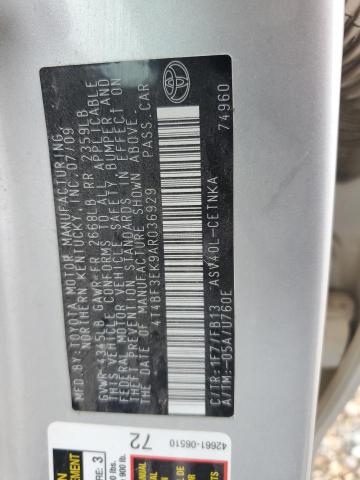 MFD.BY:TOYOTA MOTOR MANUFACTURING,
NORTHERN KENTUCKY,INC.07/09
GVWR 4345LB GAWR-FR 2668LB RR 2359LB
THIS VEHICLE CONFORMS TO ALL APPLICABLE
FEDERAL MOTOR VEHICLE SAFETY, BUMPER AND
THEFT PREVENTION STANDARDS IN EFFECT ON
THE DATE OF MANUFACTURE SHOWN ABOVE.
4T4BF3EK9AR036929 PASS.CAR
C/TR:1F7/FB13 ASV40L-CETNKA
A/TM:-05A/U760E 74960
72
42661-06510